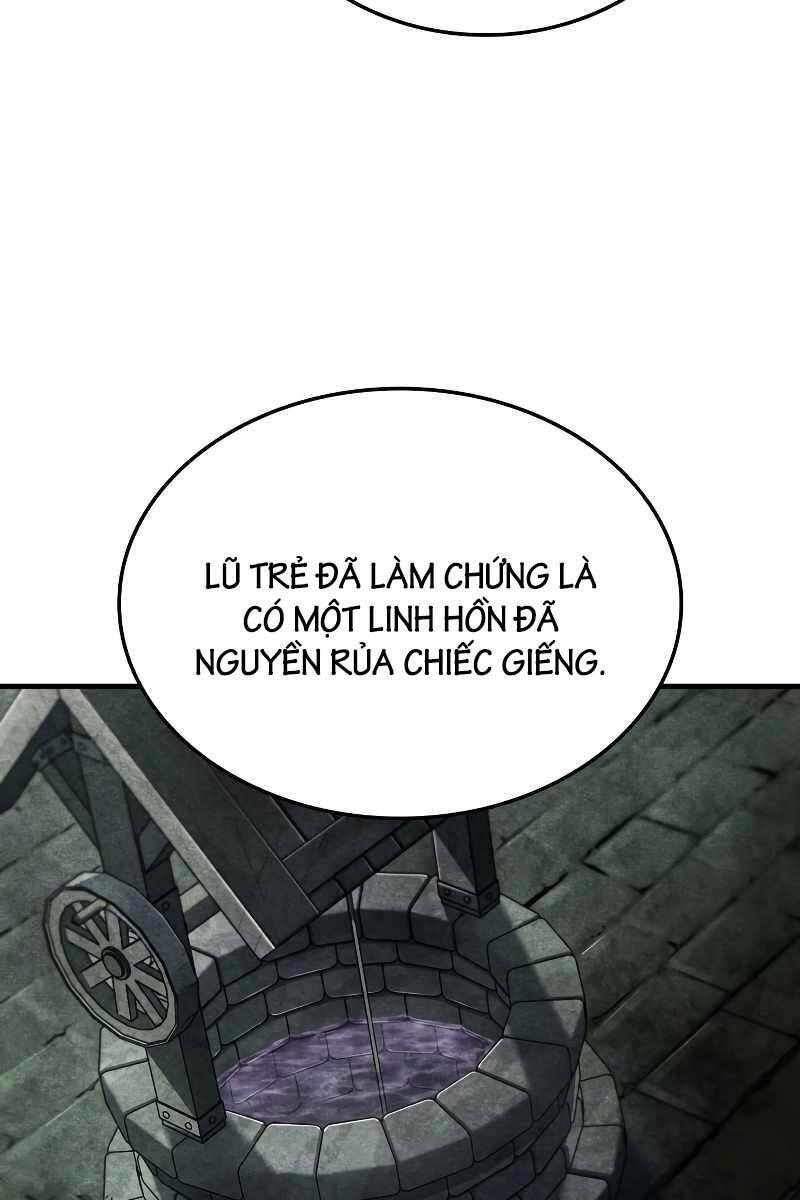 LŨ TRẺ ĐÃ LÀM CHỨNG LÀ
CÓ MỘT LINH HỒN ĐÃ
NGUYỀN RỦA CHIẾC GIẾNG.